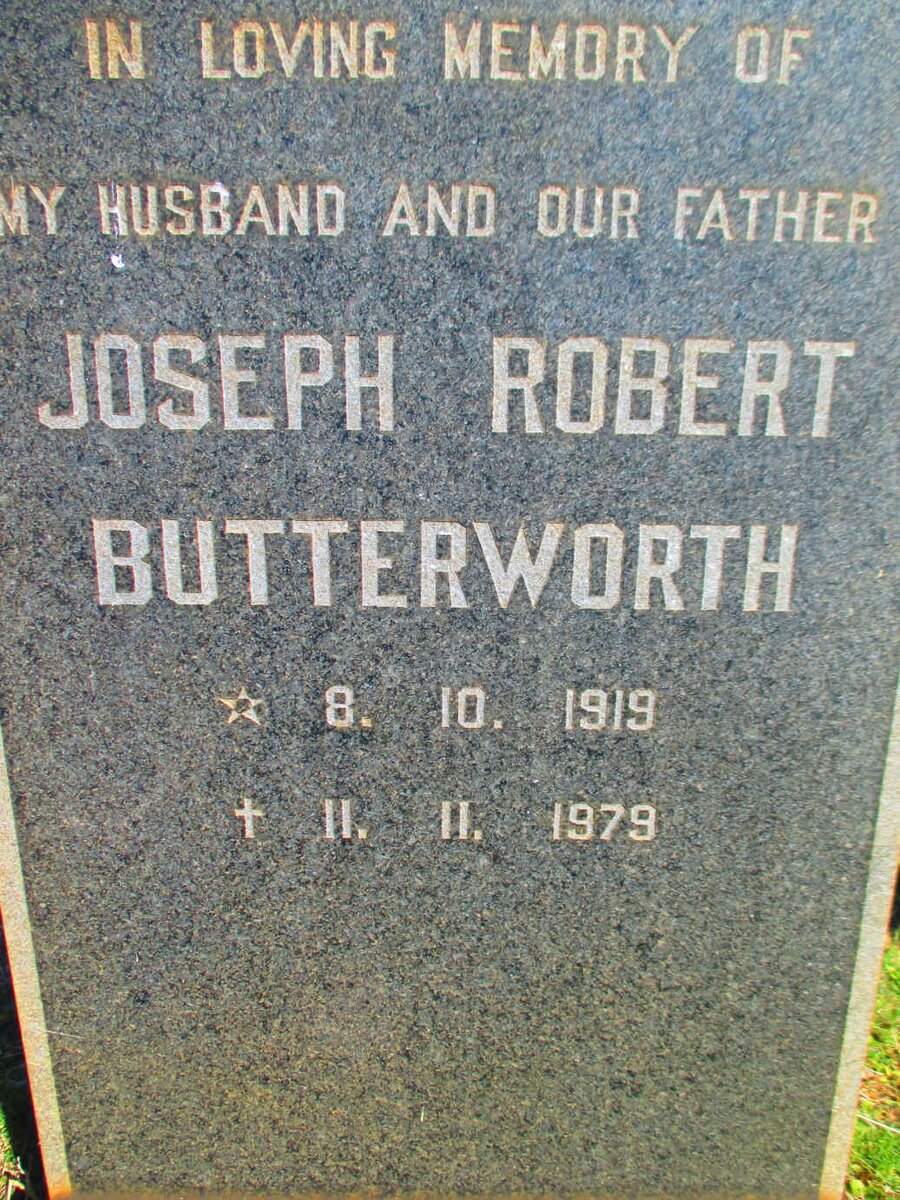 IN LOVING MEMORY OF
MY HUSBAND AND OUR FATHER
JOSEPH ROBERT
BUTTERWORTH
☆ 8. 10. 1919
† 11. 11. 1979